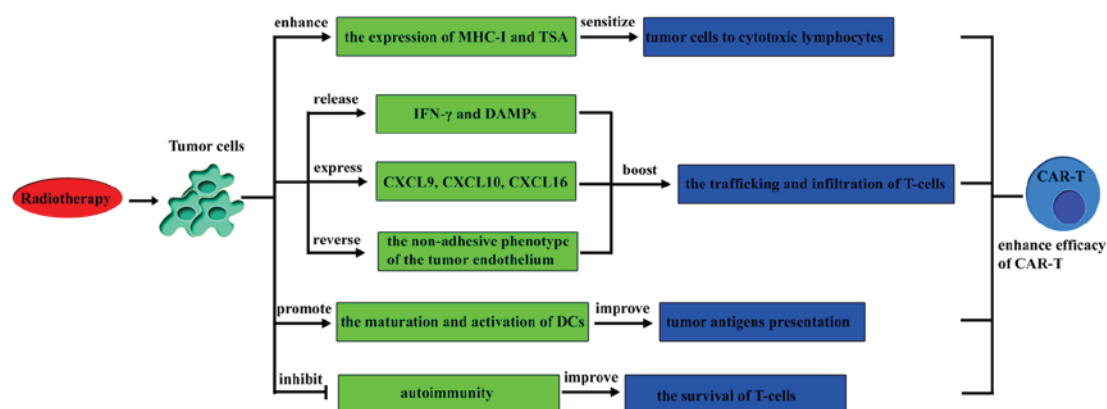 enhance
the expression of MHC-I and TSA
sensitize
tumor cells to cytotoxic lymphocytes
release
IFN-γ and DAMPs
Tumor cells
Radiotherapy
express
CXCL9, CXCL10, CXCL16
boost
the trafficking and infiltration of T-cells
CAR-T
enhance efficacy
of CAR-T
reverse
the non-adhesive phenotype
of the tumor endothelium
promote
the maturation and activation of DCs
improve
tumor antigens presentation
inhibit
autoimmunity
improve
the survival of T-cells